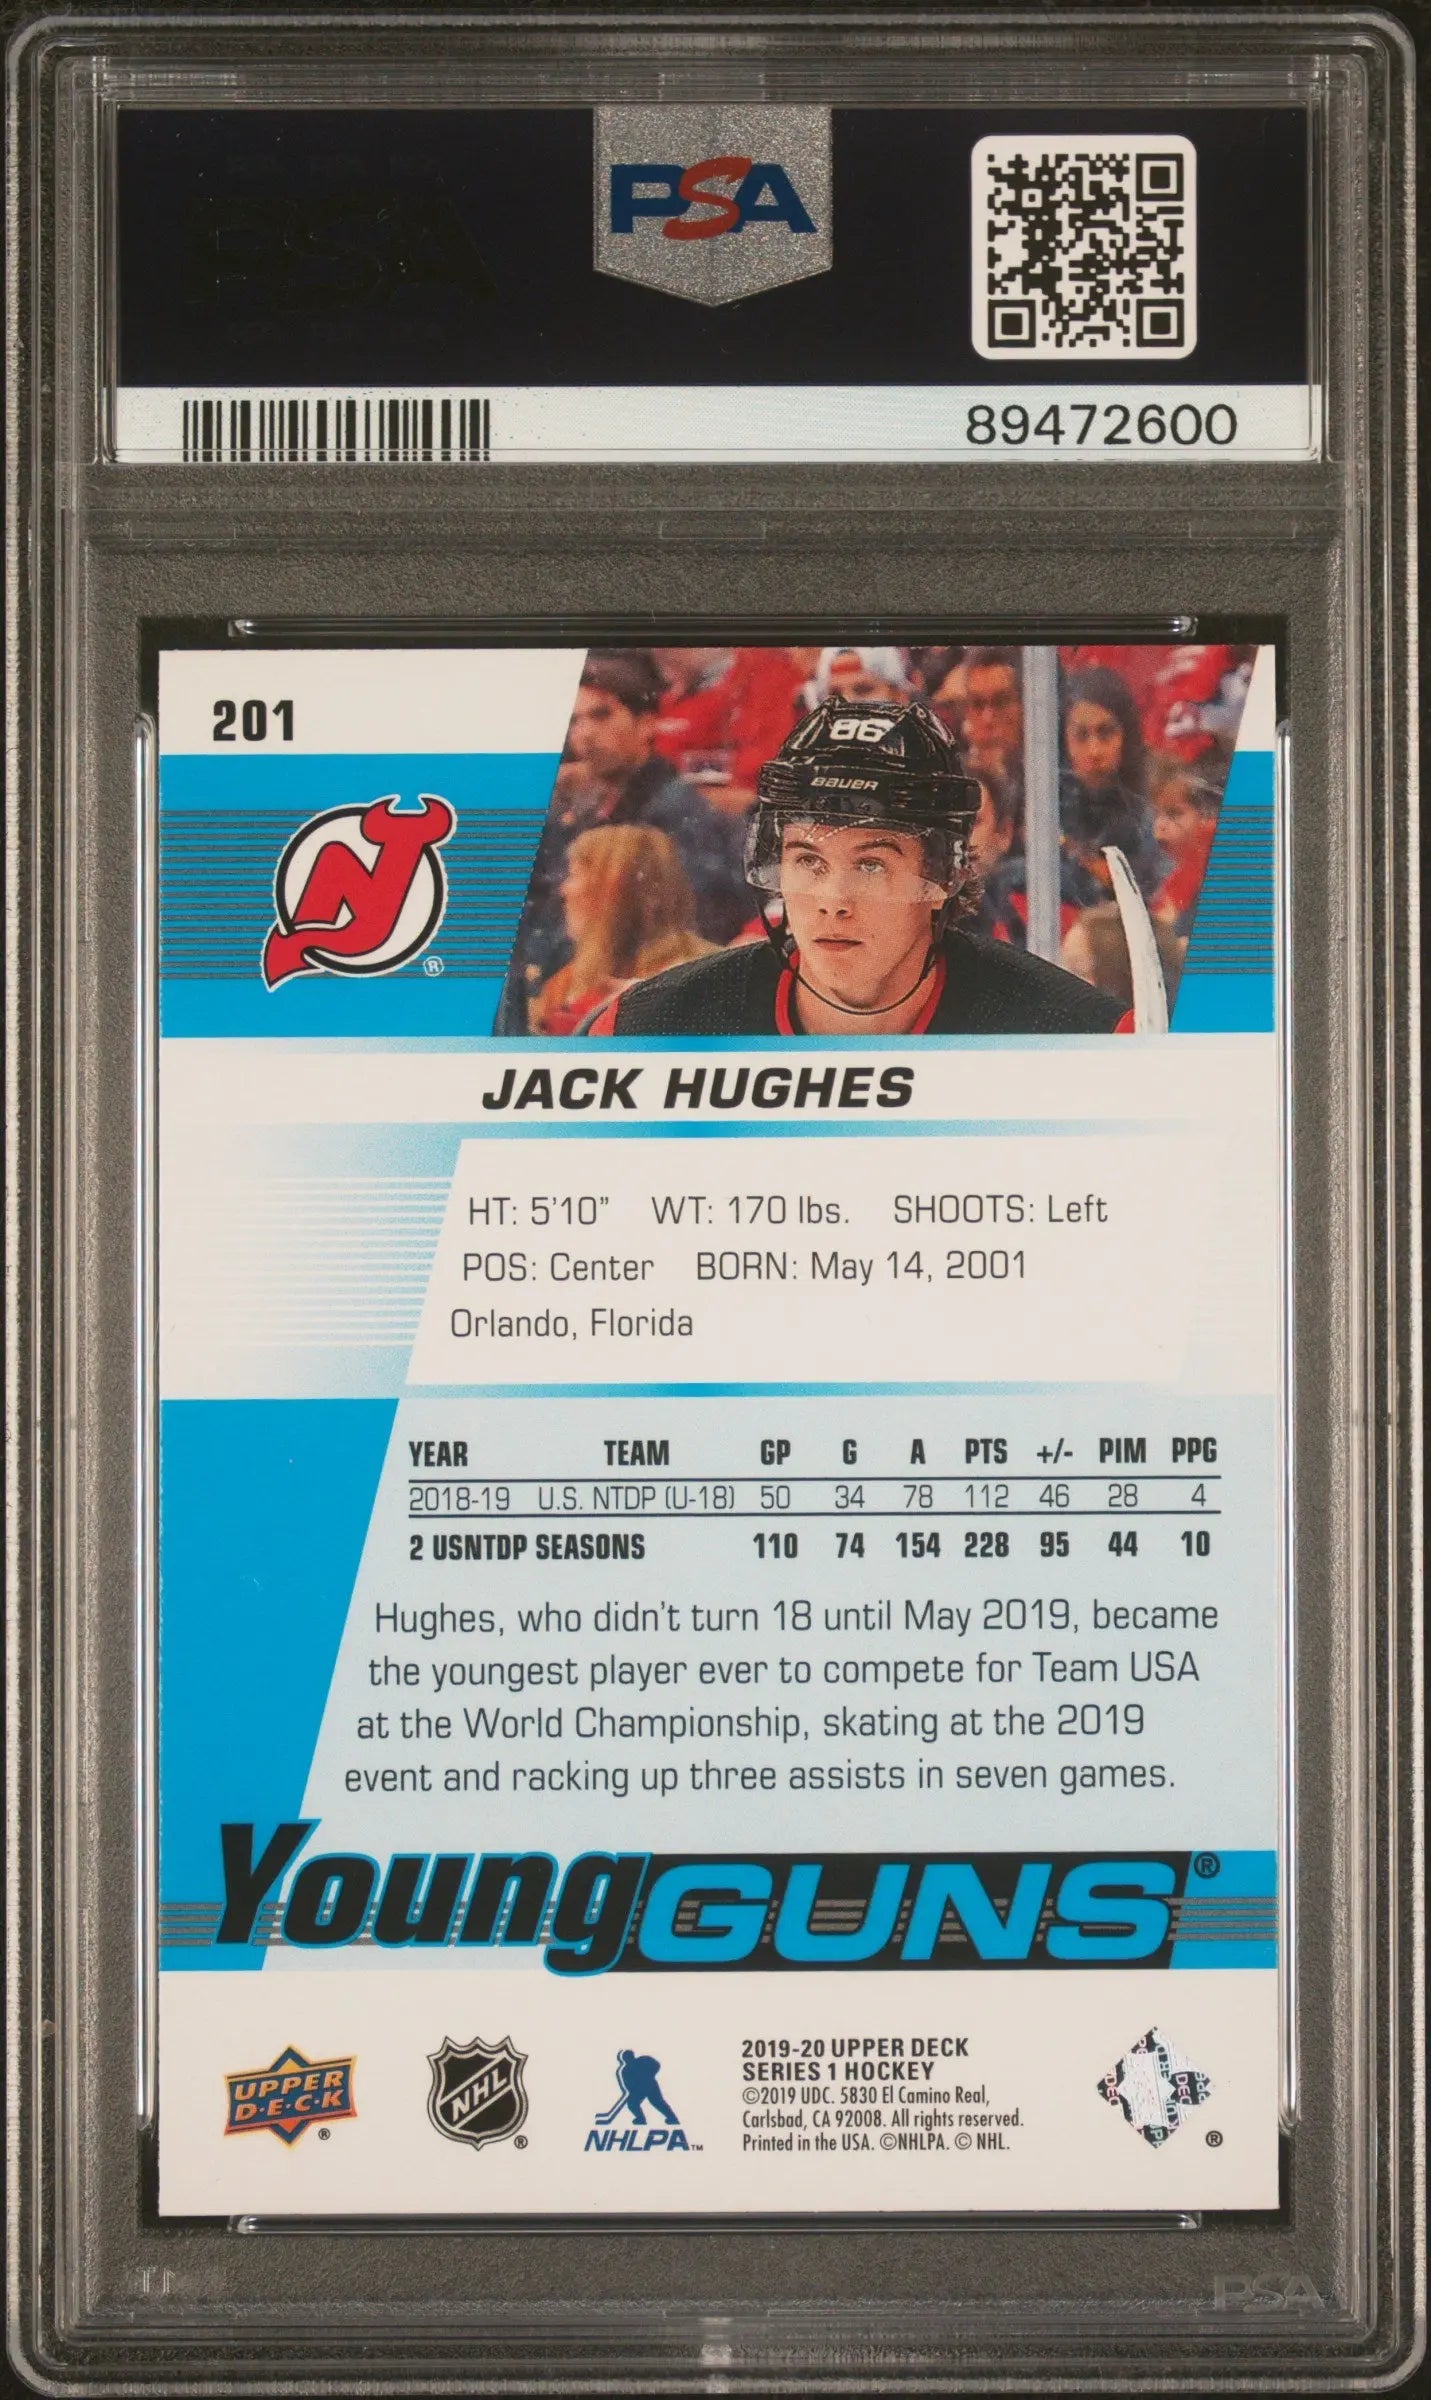 PSA
89472600
201
86
BAUER
®
JACK HUGHES
HT: 5'10" WT: 170 lbs. SHOOTS: Left
POS: Center BORN: May 14, 2001
Orlando, Florida
YEAR TEAM GP G A PTS +/- PIM PPG
2018-19 U.S. NTDP (U-18) 50 34 78 112 46 28 4
2 USNTDP SEASONS 110 74 154 228 95 44 10
Hughes, who didn't turn 18 until May 2019, became
the youngest player ever to compete for Team USA
at the World Championship, skating at the 2019
event and racking up three assists in seven games.
Young GUNS®
UPPER
D·E·C·K ®
NHL ®
NHLPA™
2019-20 UPPER DECK
SERIES 1 HOCKEY
©2019 UDC. 5830 El Camino Real,
Carlsbad, CA 92008. All rights reserved.
Printed in the USA. ©NHLPA. © NHL.
®
PSA